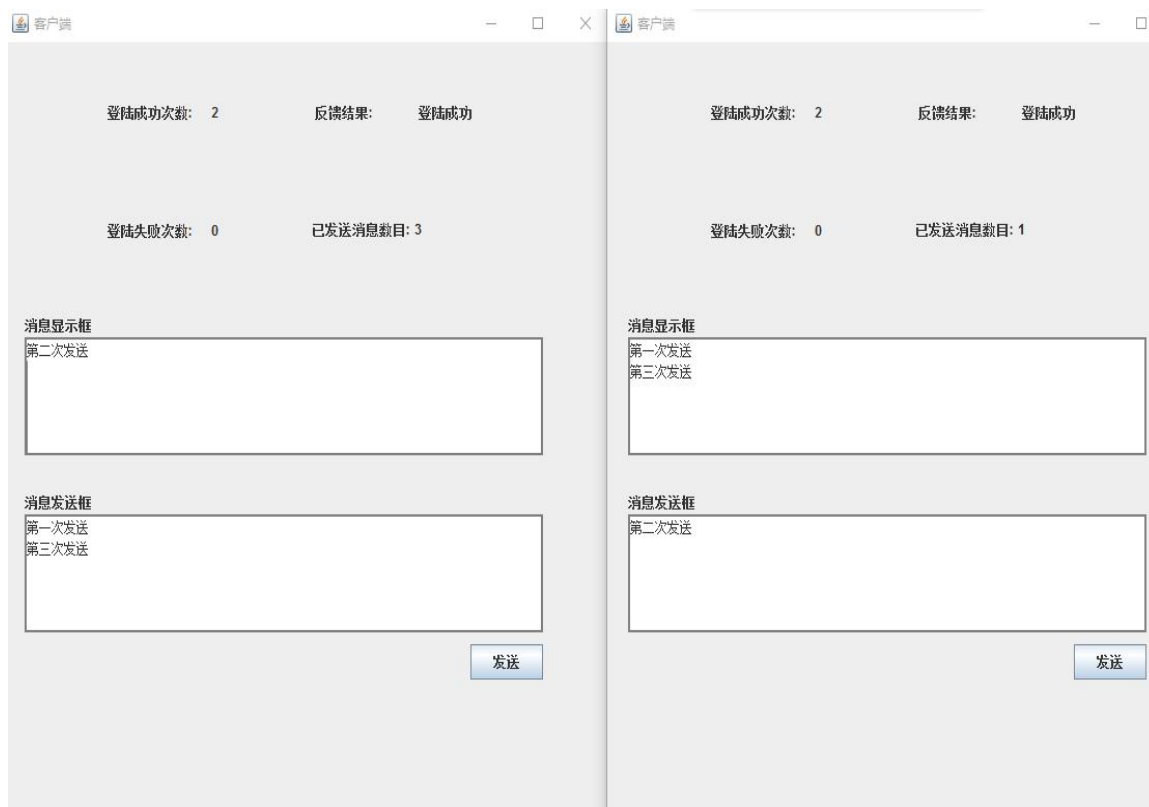 客户端
登陆成功次数: 2 反馈结果: 登陆成功
登陆失败次数: 0 已发送消息数目: 3
消息显示框
第二次发送
消息发送框
第一次发送
第三次发送
发送
客户端
登陆成功次数: 2 反馈结果: 登陆成功
登陆失败次数: 0 已发送消息数目: 1
消息显示框
第一次发送
第三次发送
消息发送框
第二次发送
发送